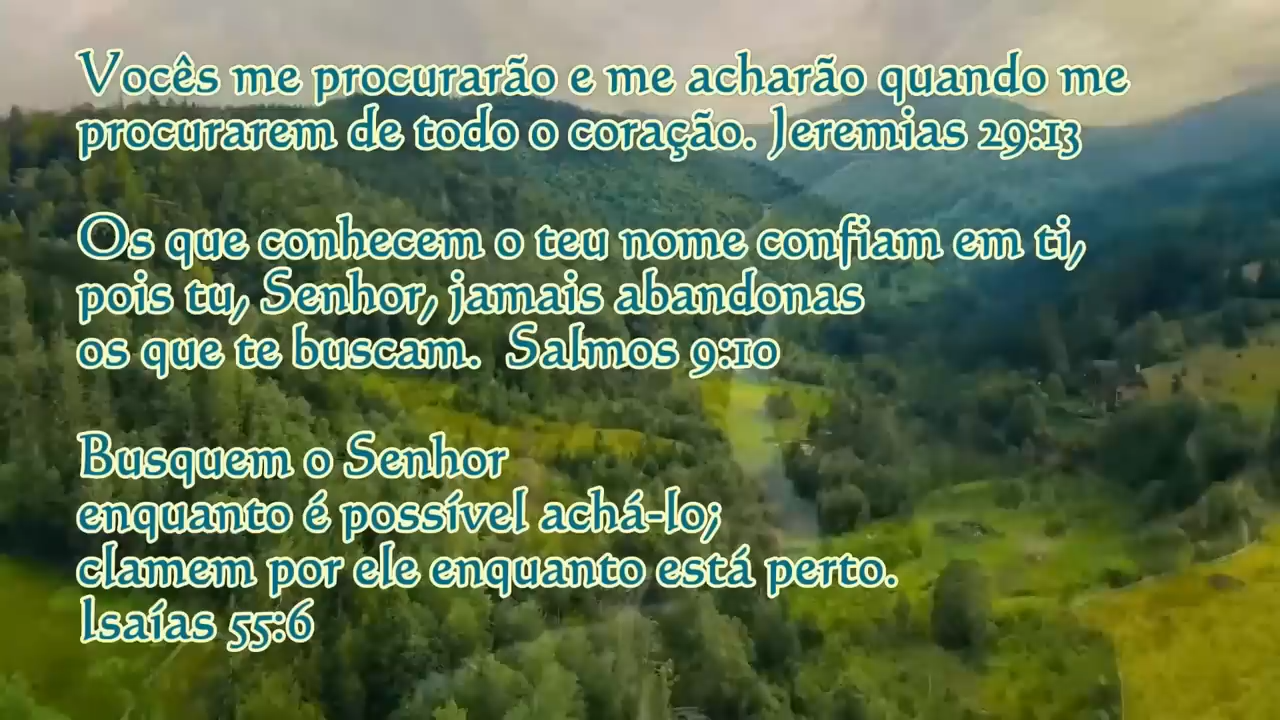 Vocês me procurarão e me acharão quando me
procurarem de todo o coração. Jeremias 29:13
Os que conhecem o teu nome confiam em ti,
pois tu, Senhor, jamais abandonas
os que te buscam. Salmos 9:10
Busquem o Senhor
enquanto é possível achá-lo;
clamem por ele enquanto está perto.
Isaías 55:6